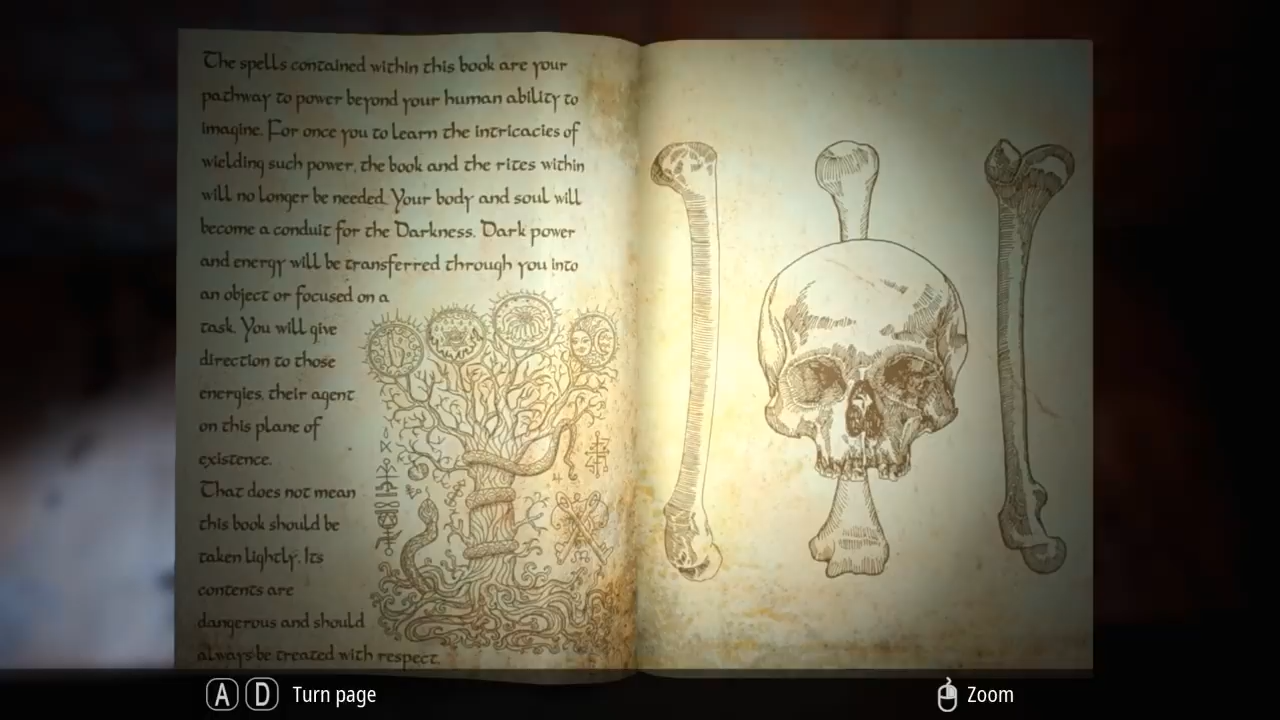 The spells contained within this book are your
pathway to power beyond your human ability to
imagine. For once you to learn the intricacies of
wielding such power, the book and the rites within
will no longer be needed. Your body and soul will
become a conduit for the Darkness. Dark power
and energy will be transferred through you into
an object or focused on a
task. You will give
direction to those
energies, their agent
on this plane of
existence.
That does not mean
this book should be
taken lightly. Its
contents are
dangerous and should
always be treated with respect.
A D Turn page
Zoom